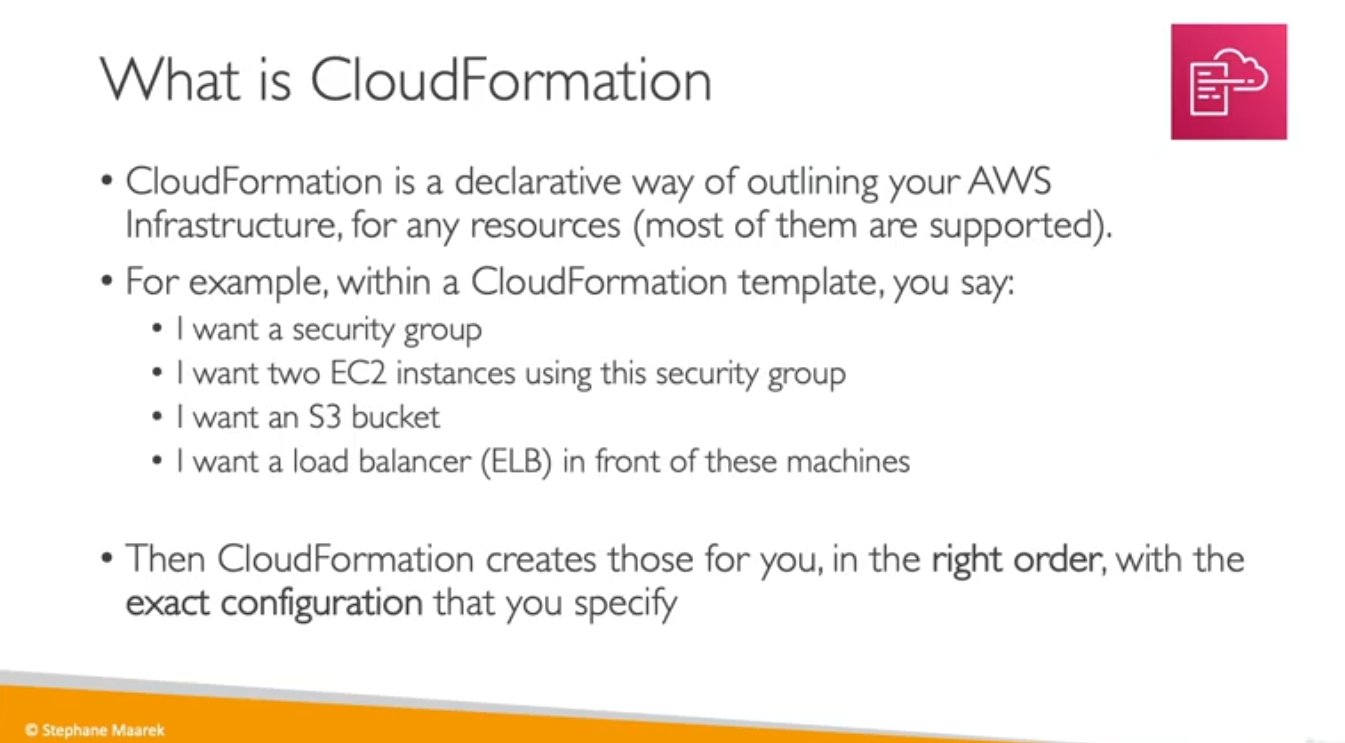 What is CloudFormation
• CloudFormation is a declarative way of outlining your AWS
Infrastructure, for any resources (most of them are supported).
• For example, within a CloudFormation template, you say:
• I want a security group
• I want two EC2 instances using this security group
• I want an S3 bucket
• I want a load balancer (ELB) in front of these machines
• Then CloudFormation creates those for you, in the right order, with the
exact configuration that you specify
© Stephane Maarek